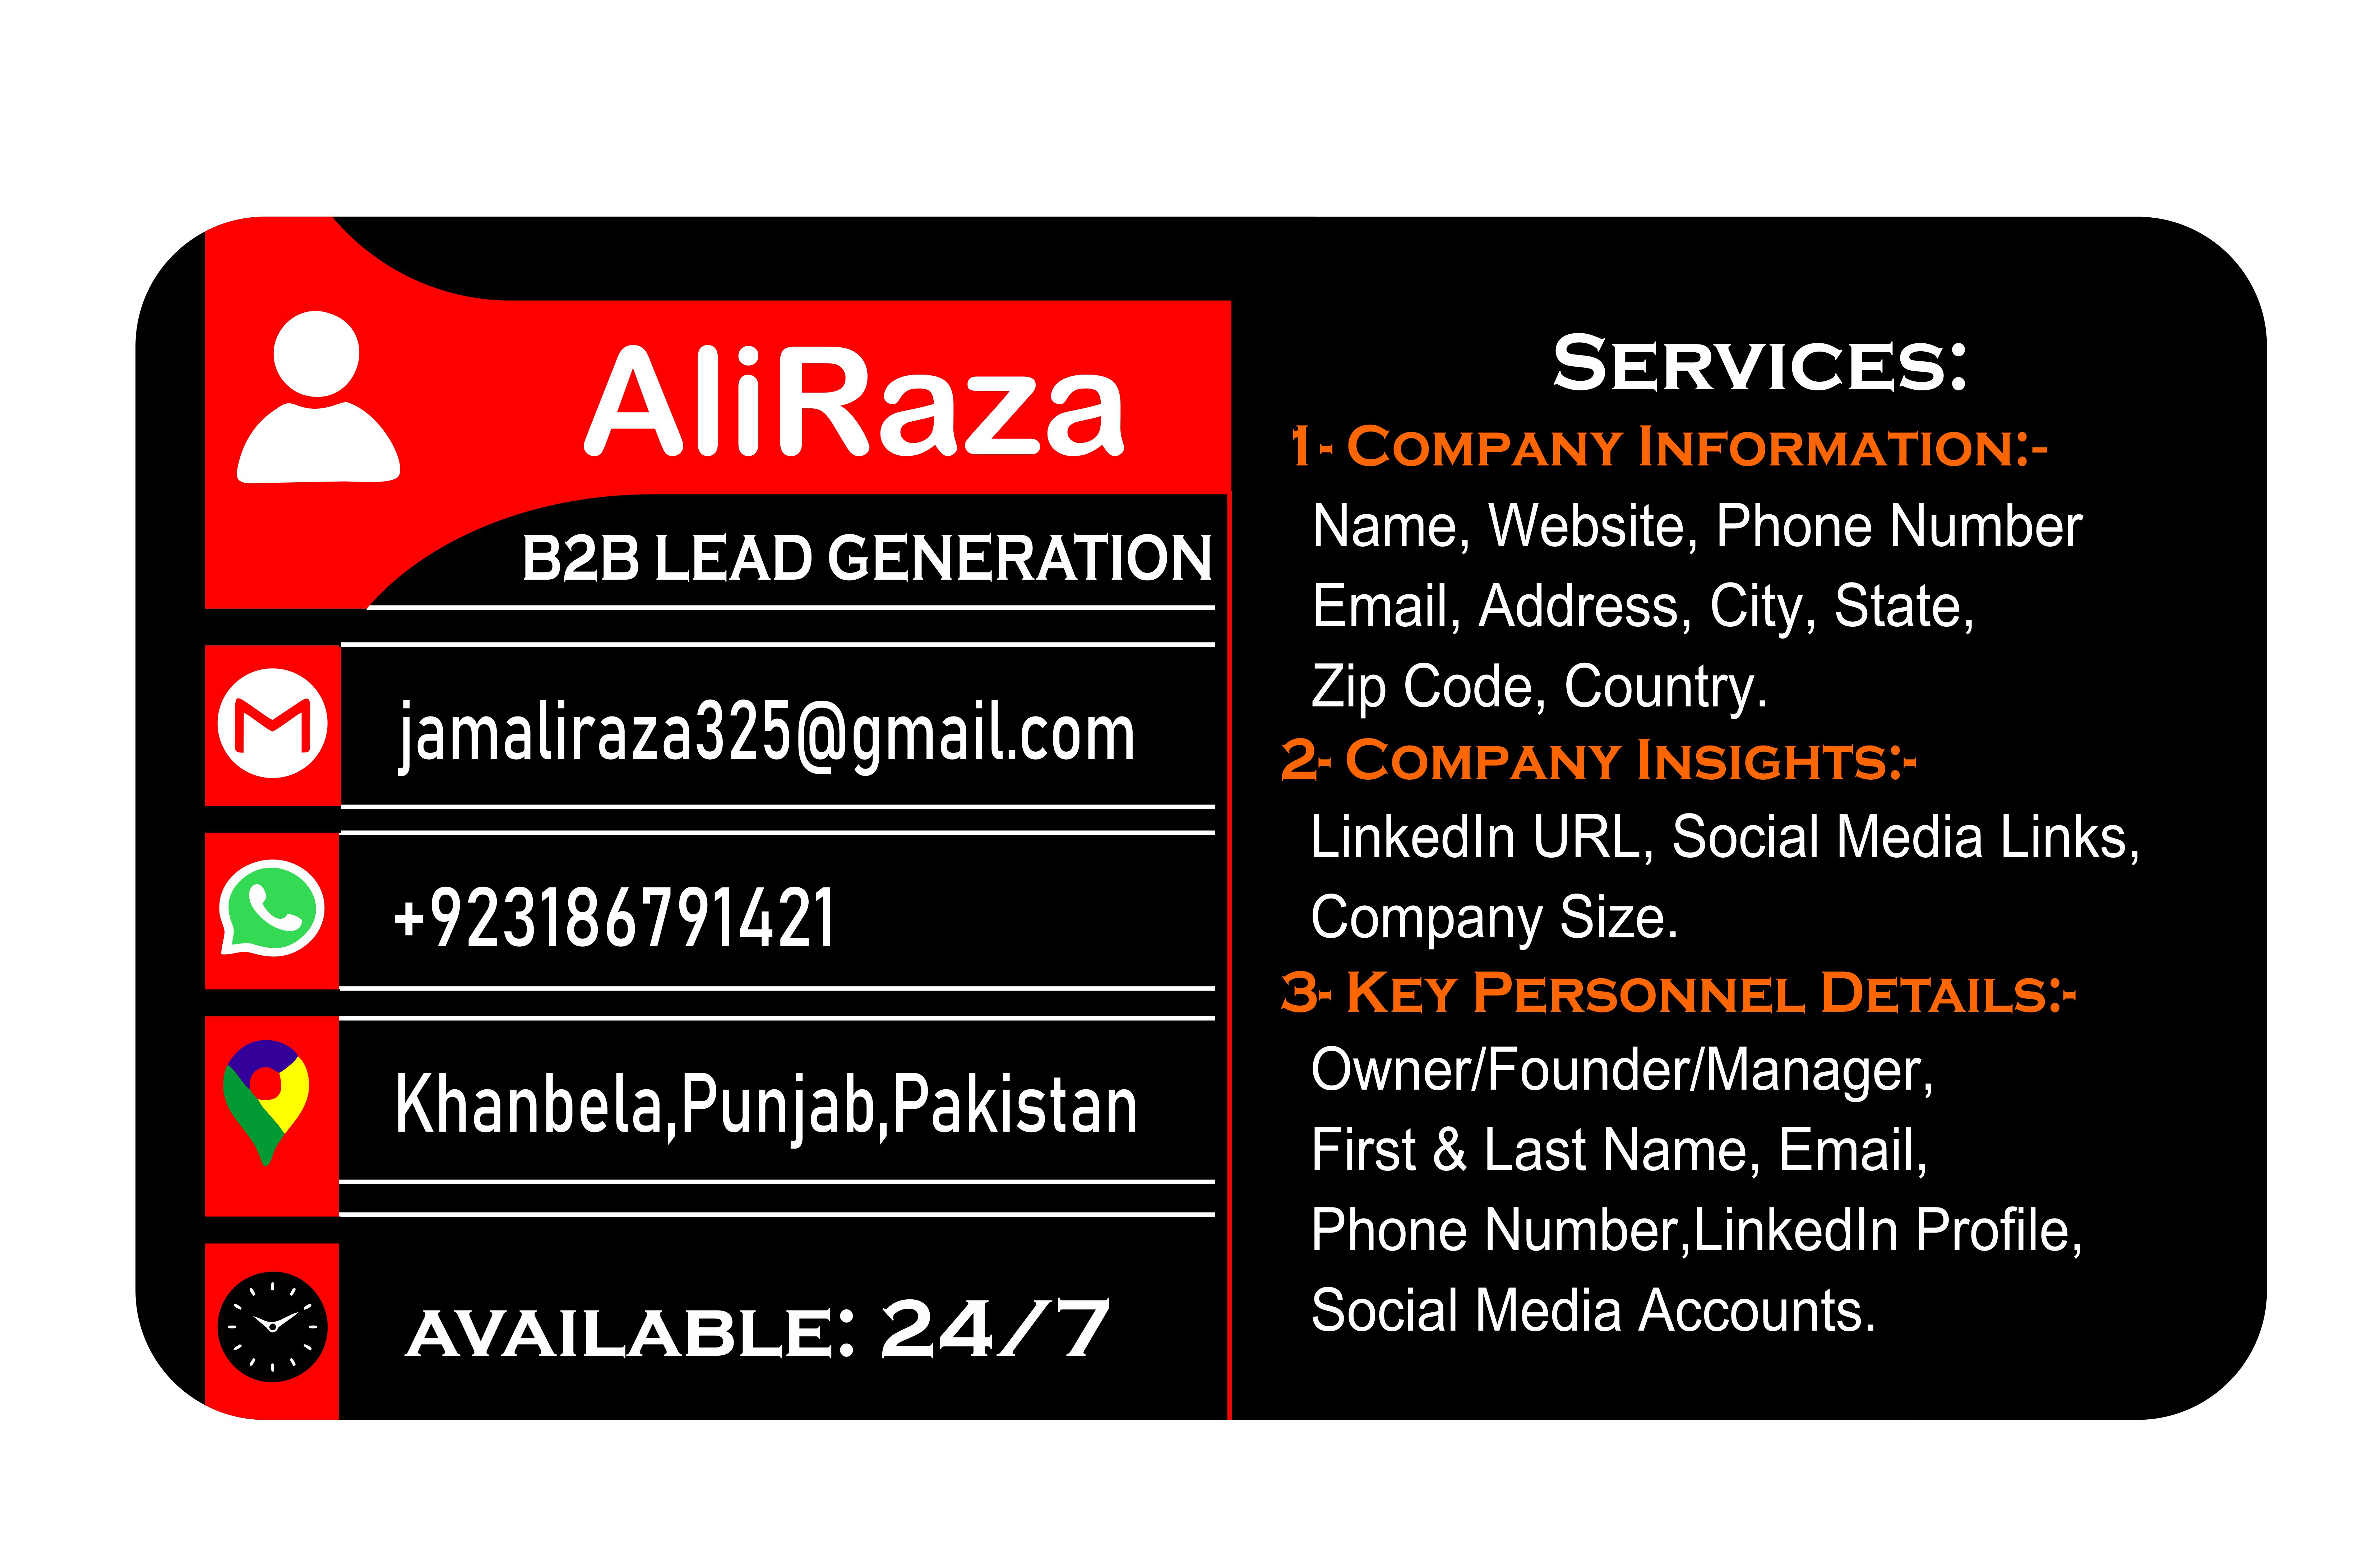 AliRaza
B2B LEAD GENERATION
jamaliraza325@gmail.com
+923186791421
Khanbela,Punjab,Pakistan
AVAILABLE: 24/7
SERVICES:
1- COMPANY INFORMATION:-
Name, Website, Phone Number
Email, Address, City, State,
Zip Code, Country.
2- COMPANY INSIGHTS:-
LinkedIn URL, Social Media Links,
Company Size.
3- KEY PERSONNEL DETAILS:-
Owner/Founder/Manager,
First & Last Name, Email,
Phone Number,LinkedIn Profile,
Social Media Accounts.